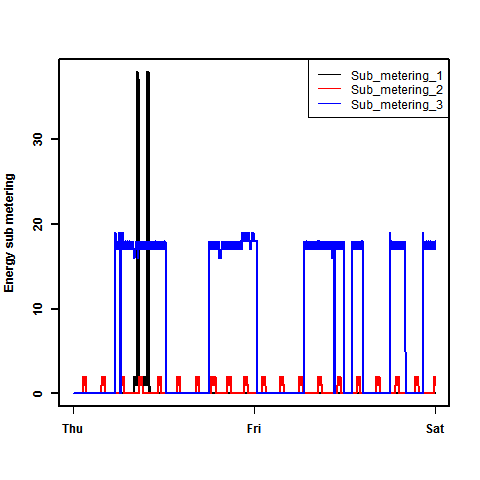 Sub_metering_1
Sub_metering_2
Sub_metering_3
Energy sub metering
30
20
10
0
Thu Fri Sat